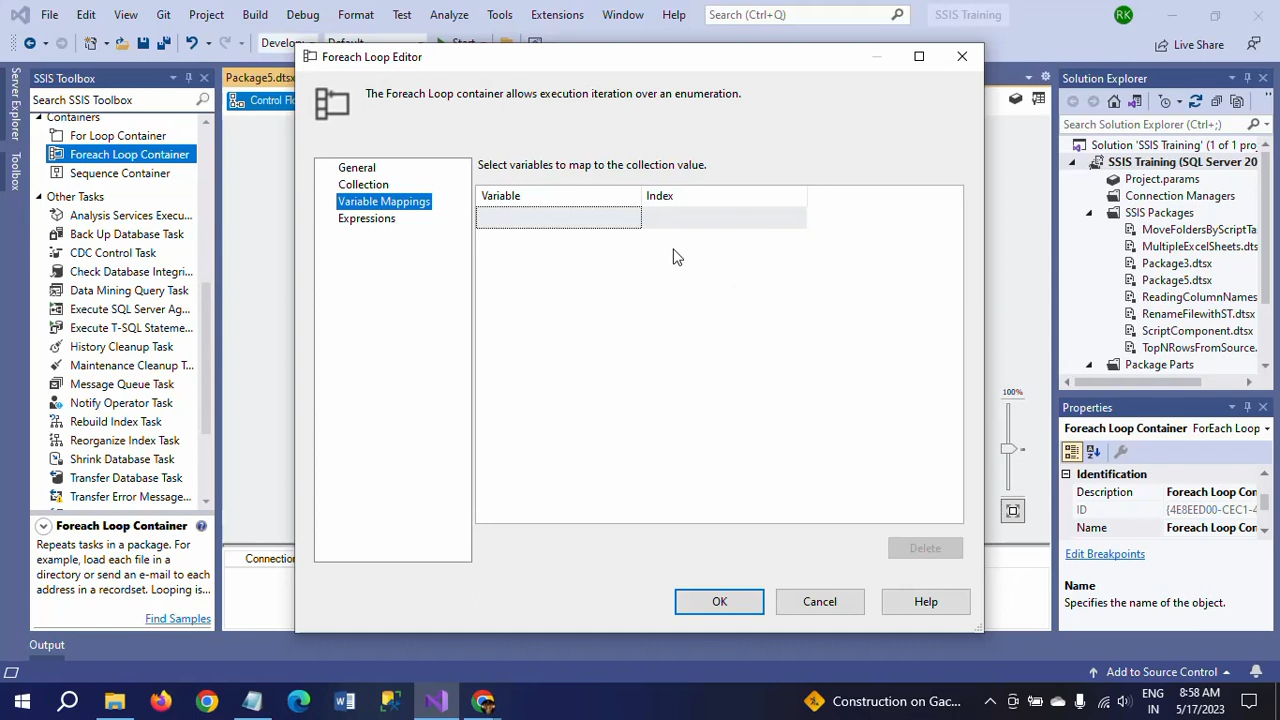 File Edit View Git Project Build Debug Format Test Analyze Tools Extensions Window Help Search (Ctrl+Q) SSIS Training RK
Live Share
SSIS Toolbox
Search SSIS Toolbox
Containers
For Loop Container
Foreach Loop Container
Sequence Container
Other Tasks
Analysis Services Execu...
Back Up Database Task
CDC Control Task
Check Database Integri...
Data Mining Query Task
Execute SQL Server Ag...
Execute T-SQL Stateme...
History Cleanup Task
Maintenance Cleanup T...
Message Queue Task
Notify Operator Task
Rebuild Index Task
Reorganize Index Task
Shrink Database Task
Transfer Database Task
Transfer Error Message...
Foreach Loop Container
Repeats tasks in a package. For
example, load each file in a
directory or send an e-mail to each
address in a recordset. Looping is...
Find Samples
Server Explorer
Toolbox
Package5.dtsx
Control Flo
Connection
Foreach Loop Editor
The Foreach Loop container allows execution iteration over an enumeration.
General
Collection
Variable Mappings
Expressions
Select variables to map to the collection value.
Variable Index
Delete
OK Cancel Help
100%
Solution Explorer
Search Solution Explorer (Ctrl+;)
Solution 'SSIS Training' (1 of 1 proj
SSIS Training (SQL Server 20
Project.params
Connection Managers
SSIS Packages
MoveFoldersByScriptTa
MultipleExcelSheets.dts
Package3.dtsx
Package5.dtsx
ReadingColumnNames
RenameFilewithST.dtsx
ScriptComponent.dtsx
TopNRowsFromSource.
Package Parts
Properties
Foreach Loop Container ForEach Loop
Identification
Description Foreach Loop Con
ID {4E8EED00-CEC1-4
Name Foreach Loop Con
Edit Breakpoints
Name
Specifies the name of the object.
Output
Add to Source Control
Construction on Gac...
ENG
IN
8:58 AM
5/17/2023